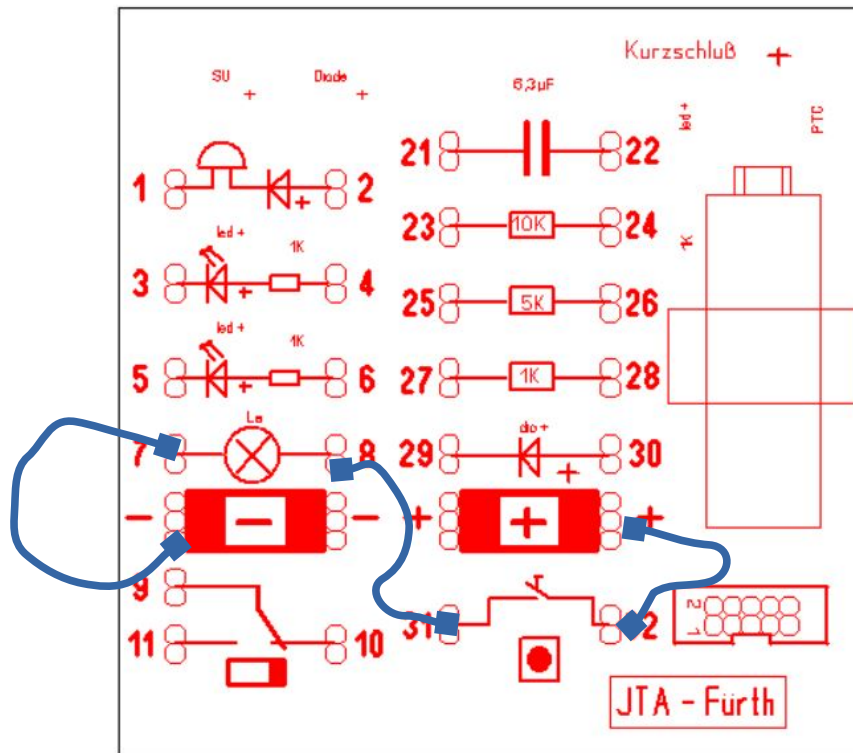 Kurzschluß +
SU + Diode + 6,3µF led + PTC
21 22
1 + 2
23 10K 24
led + 1K 1K
3 + 4
25 5K 26
led + 1K
5 + 6 27 1K 28
La dio +
7 8 29 + 30
- - - + + +
9
31 2
11 10
2
1
JTA - Fürth